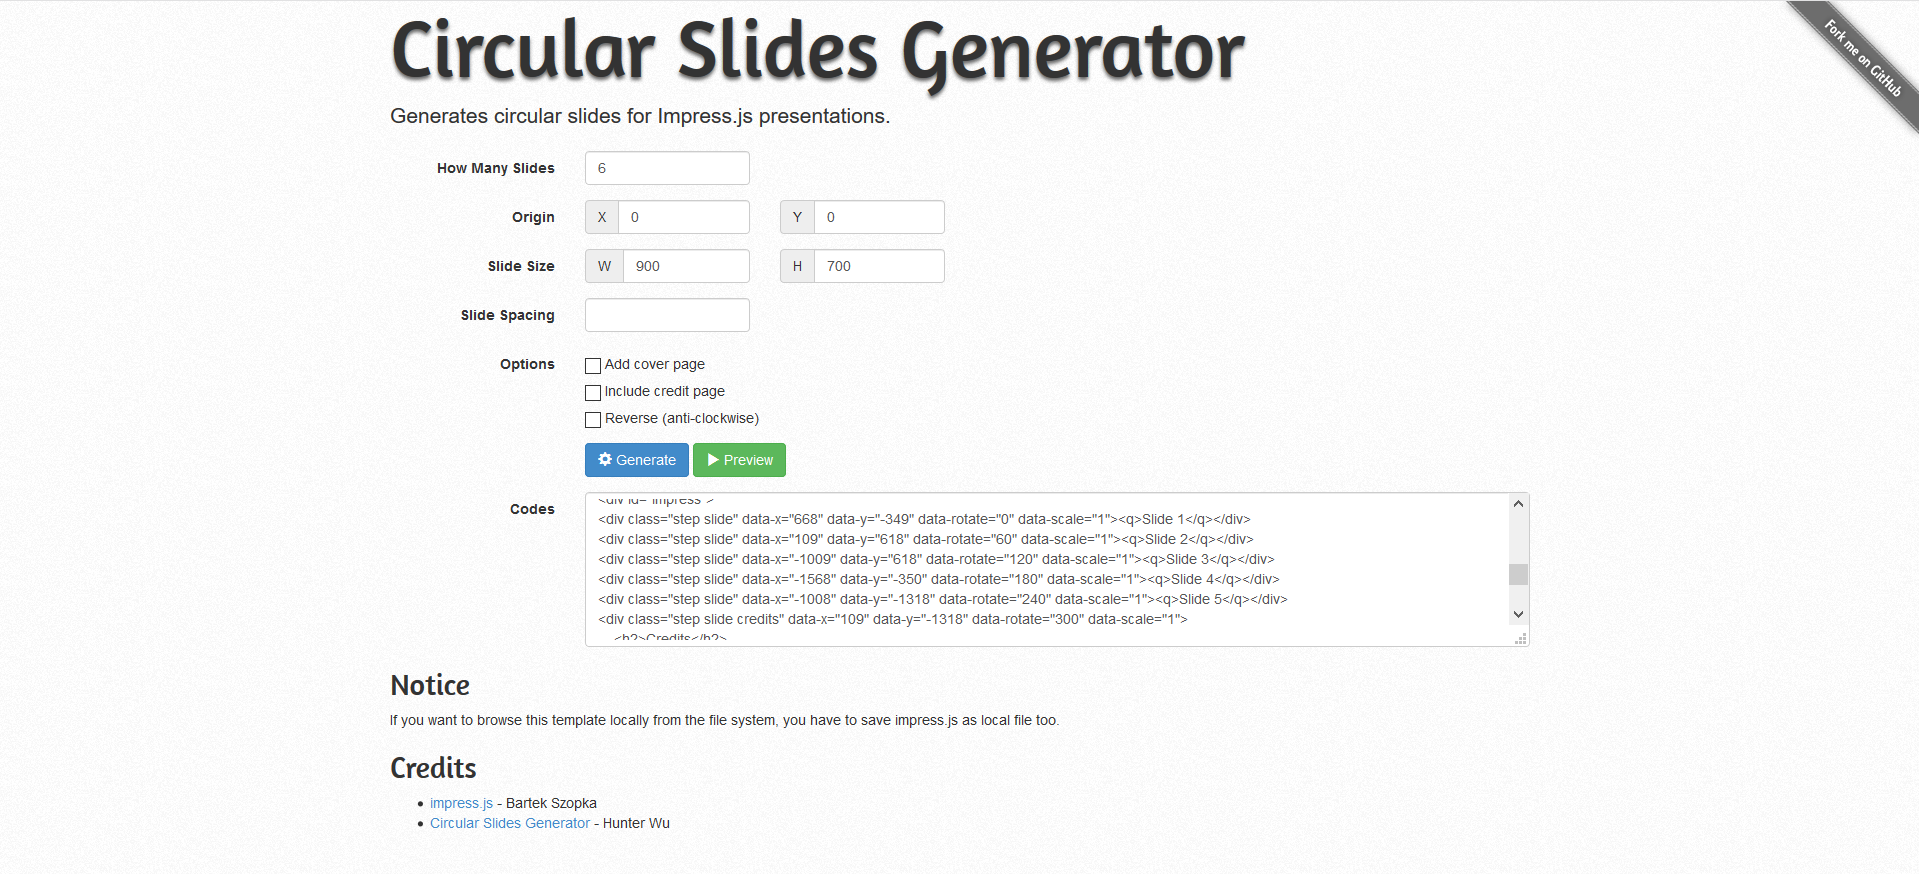 Circular Slides Generator
Fork me on GitHub
Generates circular slides for Impress.js presentations.
How Many Slides 6
Origin X 0 Y 0
Slide Size W 900 H 700
Slide Spacing
Options Add cover page
Include credit page
Reverse (anti-clockwise)
Generate Preview
Codes
<div id="impress">
<div class="step slide" data-x="668" data-y="-349" data-rotate="0" data-scale="1"><q>Slide 1</q></div>
<div class="step slide" data-x="109" data-y="618" data-rotate="60" data-scale="1"><q>Slide 2</q></div>
<div class="step slide" data-x="-1009" data-y="618" data-rotate="120" data-scale="1"><q>Slide 3</q></div>
<div class="step slide" data-x="-1568" data-y="-350" data-rotate="180" data-scale="1"><q>Slide 4</q></div>
<div class="step slide" data-x="-1008" data-y="-1318" data-rotate="240" data-scale="1"><q>Slide 5</q></div>
<div class="step slide credits" data-x="109" data-y="-1318" data-rotate="300" data-scale="1">
<h2>Credits</h2>
Notice
If you want to browse this template locally from the file system, you have to save impress.js as local file too.
Credits
• impress.js - Bartek Szopka
• Circular Slides Generator - Hunter Wu